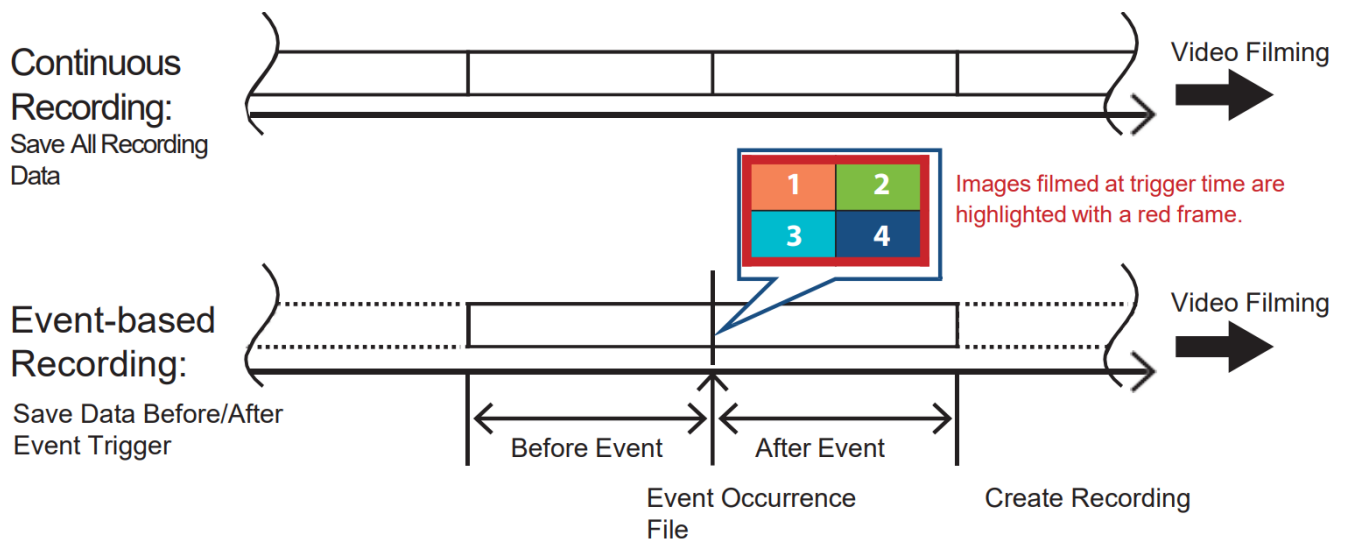 Continuous
Recording:
Save All Recording
Data
Video Filming
1 2
3 4
Images filmed at trigger time are
highlighted with a red frame.
Event-based
Recording:
Save Data Before/After
Event Trigger
Video Filming
Before Event
After Event
Event Occurrence
File
Create Recording